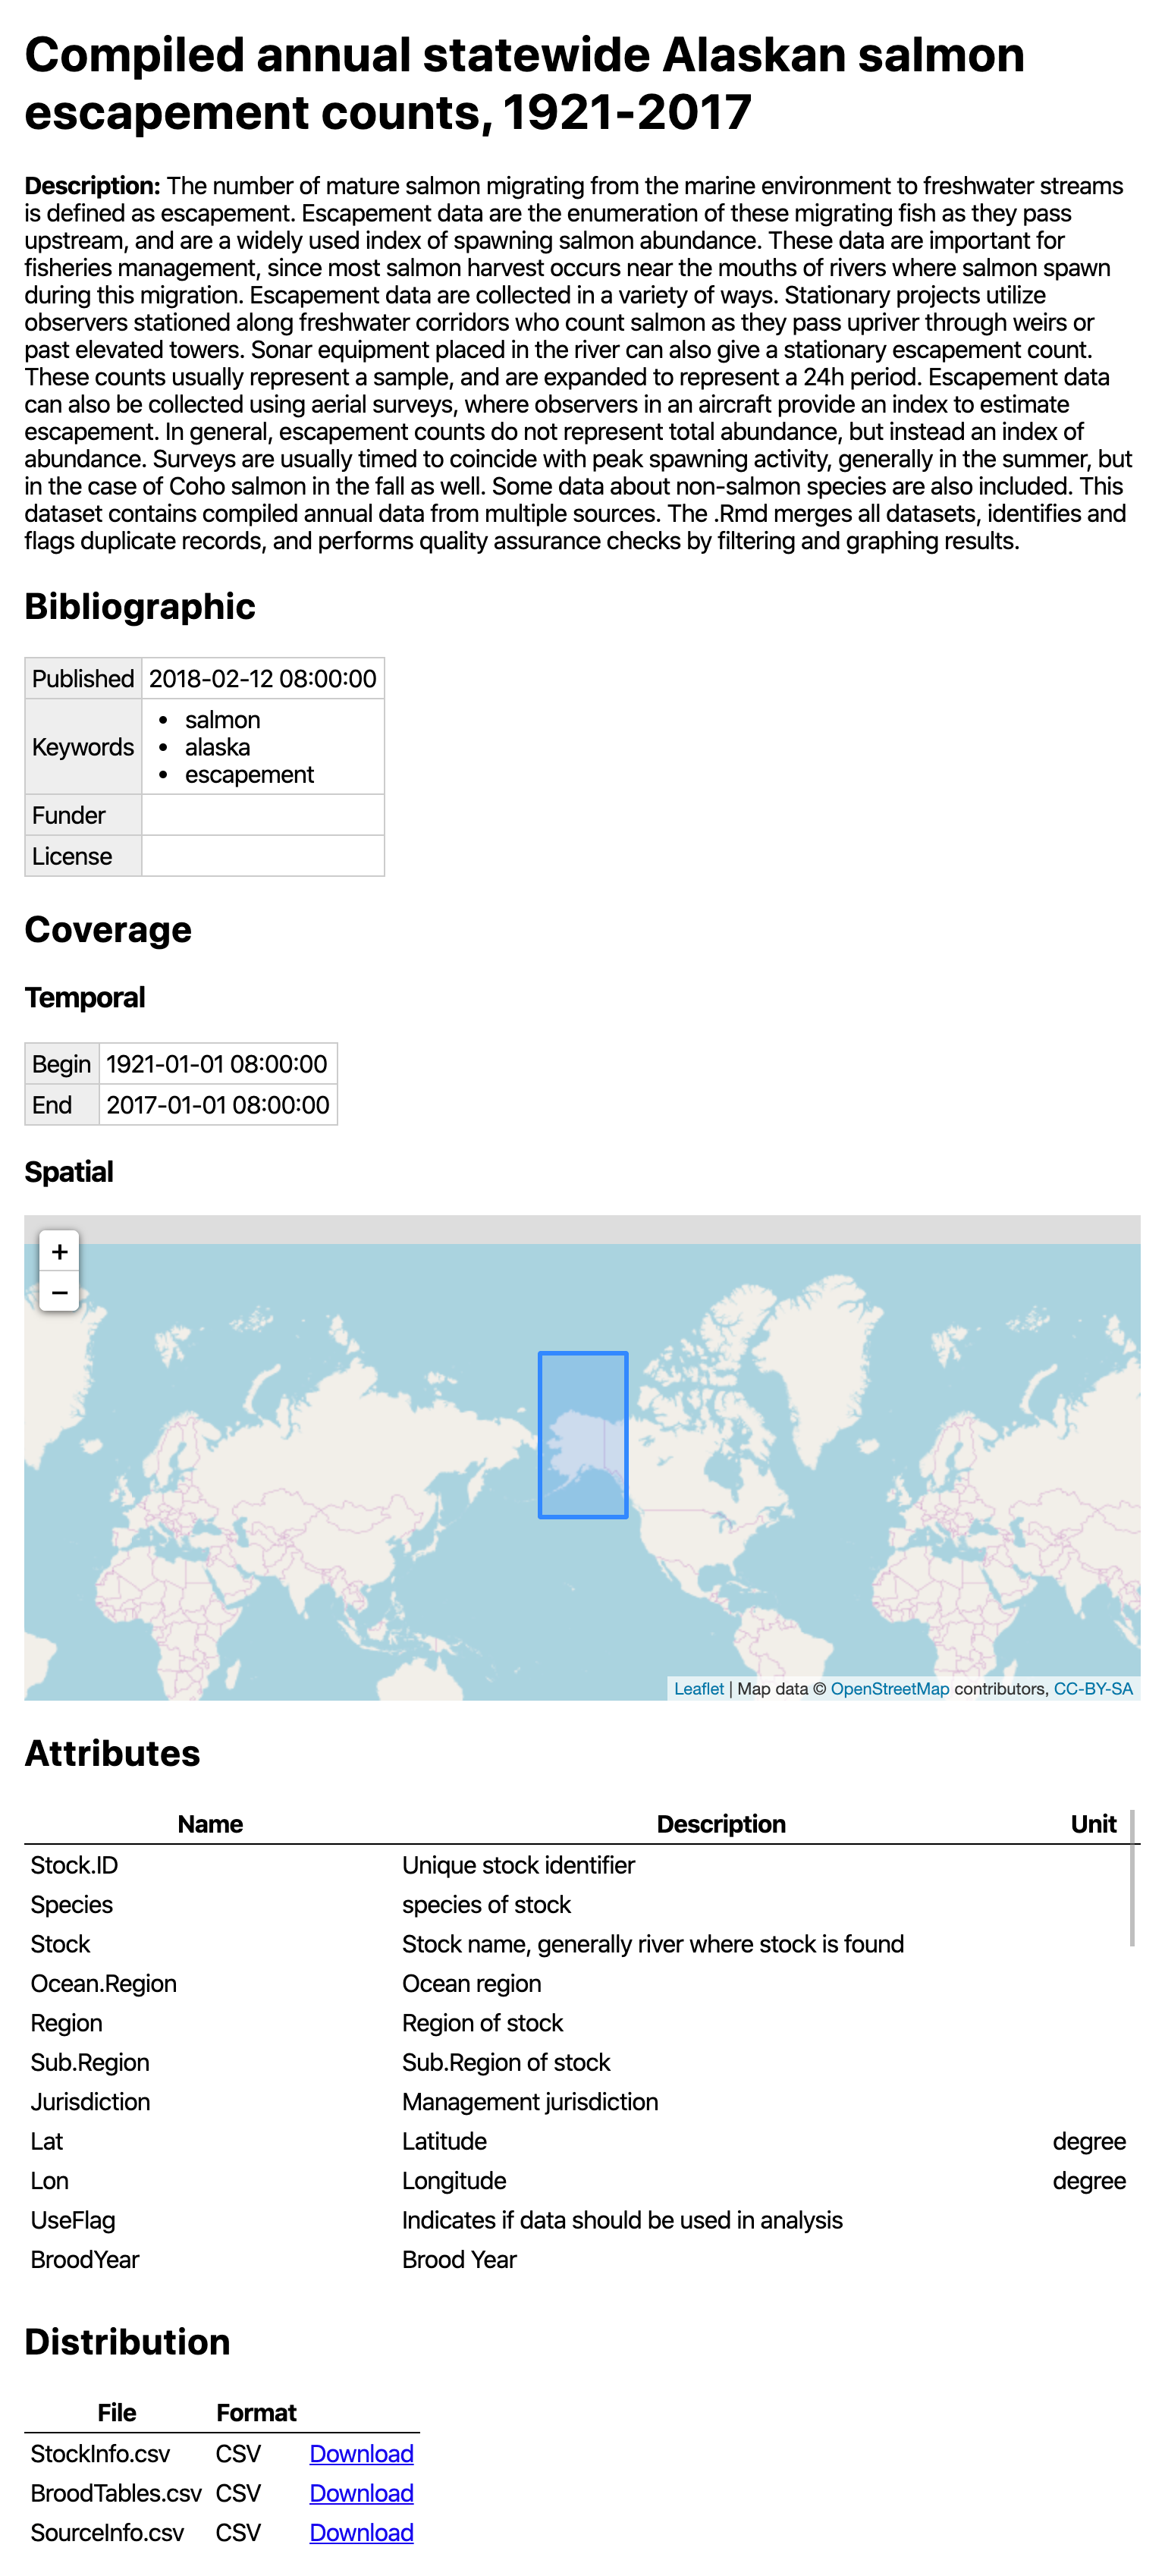 Compiled annual statewide Alaskan salmon
escapement counts, 1921-2017
Description: The number of mature salmon migrating from the marine environment to freshwater streams
is defined as escapement. Escapement data are the enumeration of these migrating fish as they pass
upstream, and are a widely used index of spawning salmon abundance. These data are important for
fisheries management, since most salmon harvest occurs near the mouths of rivers where salmon spawn
during this migration. Escapement data are collected in a variety of ways. Stationary projects utilize
observers stationed along freshwater corridors who count salmon as they pass upriver through weirs or
past elevated towers. Sonar equipment placed in the river can also give a stationary escapement count.
These counts usually represent a sample, and are expanded to represent a 24h period. Escapement data
can also be collected using aerial surveys, where observers in an aircraft provide an index to estimate
escapement. In general, escapement counts do not represent total abundance, but instead an index of
abundance. Surveys are usually timed to coincide with peak spawning activity, generally in the summer, but
in the case of Coho salmon in the fall as well. Some data about non-salmon species are also included. This
dataset contains compiled annual data from multiple sources. The .Rmd merges all datasets, identifies and
flags duplicate records, and performs quality assurance checks by filtering and graphing results.
Bibliographic
Published 2018-02-12 08:00:00
Keywords
• salmon
• alaska
• escapement
Funder
License
Coverage
Temporal
Begin 1921-01-01 08:00:00
End 2017-01-01 08:00:00
Spatial
+
−
Leaflet | Map data © OpenStreetMap contributors, CC-BY-SA
Attributes
Name Description Unit
Stock.ID Unique stock identifier
Species species of stock
Stock Stock name, generally river where stock is found
Ocean.Region Ocean region
Region Region of stock
Sub.Region Sub.Region of stock
Jurisdiction Management jurisdiction
Lat Latitude degree
Lon Longitude degree
UseFlag Indicates if data should be used in analysis
BroodYear Brood Year
Distribution
File Format
StockInfo.csv CSV Download
BroodTables.csv CSV Download
SourceInfo.csv CSV Download